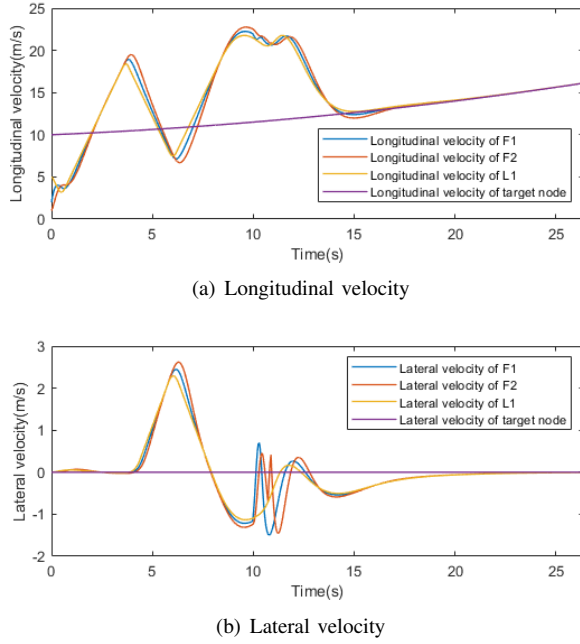 25
20
15
10
5
0
Longitudinal velocity(m/s)
Longitudinal velocity of F1
Longitudinal velocity of F2
Longitudinal velocity of L1
Longitudinal velocity of target node
0 5 10 15 20 25
Time(s)
(a) Longitudinal velocity
3
2
1
0
-1
-2
Lateral velocity(m/s)
Lateral velocity of F1
Lateral velocity of F2
Lateral velocity of L1
Lateral velocity of target node
0 5 10 15 20 25
Time(s)
(b) Lateral velocity